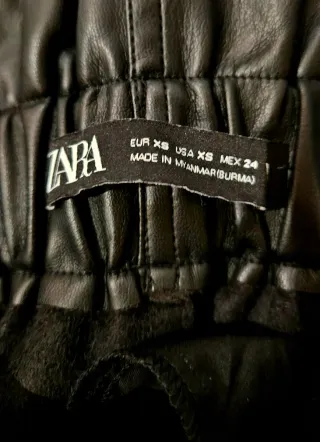 ZARA
EUR XS USA XS MEX 24
MADE IN MYANMAR(BURMA)